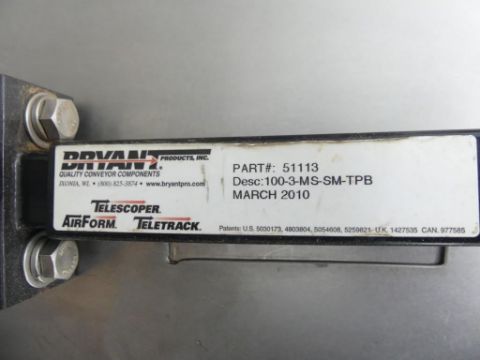 BRYANT PRODUCTS, INC.
QUALITY CONVEYOR COMPONENTS
IXONIA, WI. • (800) 825-3874 • www.bryantpro.com
TELESCOPER
AIRFORM TELETRACK
PART#: 51113
Desc:100-3-MS-SM-TPB
MARCH 2010
Patents: U.S. 5030173, 4803804, 5054608, 5259821- U.K. 1427535 CAN. 977585